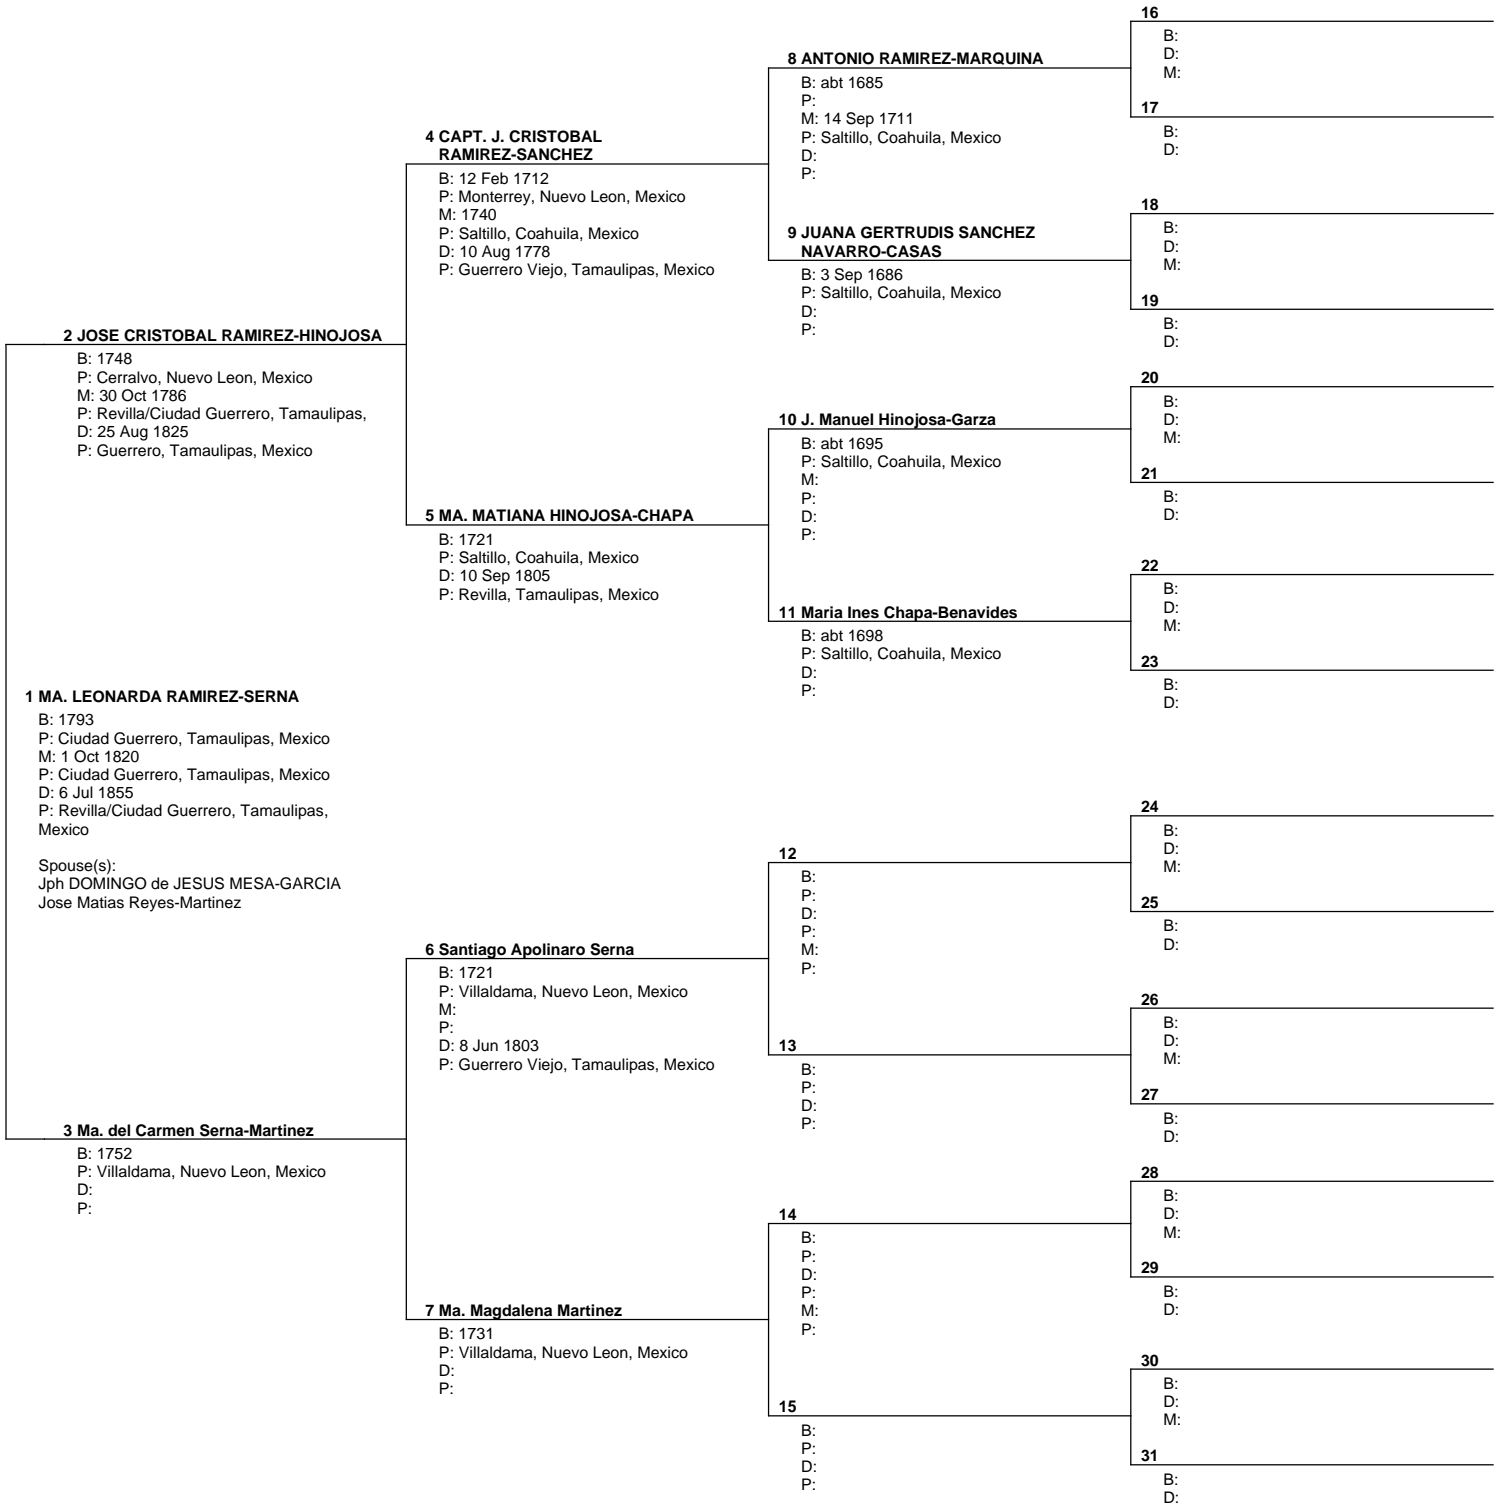 16
B:
D:
M:
8 ANTONIO RAMIREZ-MARQUINA
B: abt 1685
P:
M: 14 Sep 1711
P: Saltillo, Coahuila, Mexico
D:
P:
17
B:
D:
4 CAPT. J. CRISTOBAL
RAMIREZ-SANCHEZ
B: 12 Feb 1712
P: Monterrey, Nuevo Leon, Mexico
M: 1740
P: Saltillo, Coahuila, Mexico
D: 10 Aug 1778
P: Guerrero Viejo, Tamaulipas, Mexico
18
B:
D:
M:
9 JUANA GERTRUDIS SANCHEZ
NAVARRO-CASAS
B: 3 Sep 1686
P: Saltillo, Coahuila, Mexico
D:
P:
19
B:
D:
2 JOSE CRISTOBAL RAMIREZ-HINOJOSA
B: 1748
P: Cerralvo, Nuevo Leon, Mexico
M: 30 Oct 1786
P: Revilla/Ciudad Guerrero, Tamaulipas,
D: 25 Aug 1825
P: Guerrero, Tamaulipas, Mexico
20
B:
D:
M:
10 J. Manuel Hinojosa-Garza
B: abt 1695
P: Saltillo, Coahuila, Mexico
M:
P:
D:
P:
21
B:
D:
5 MA. MATIANA HINOJOSA-CHAPA
B: 1721
P: Saltillo, Coahuila, Mexico
D: 10 Sep 1805
P: Revilla, Tamaulipas, Mexico
22
B:
D:
M:
11 Maria Ines Chapa-Benavides
B: abt 1698
P: Saltillo, Coahuila, Mexico
D:
P:
23
B:
D:
1 MA. LEONARDA RAMIREZ-SERNA
B: 1793
P: Ciudad Guerrero, Tamaulipas, Mexico
M: 1 Oct 1820
P: Ciudad Guerrero, Tamaulipas, Mexico
D: 6 Jul 1855
P: Revilla/Ciudad Guerrero, Tamaulipas,
Mexico
Spouse(s):
Jph DOMINGO de JESUS MESA-GARCIA
Jose Matias Reyes-Martinez
24
B:
D:
M:
12
B:
P:
D:
P:
M:
P:
25
B:
D:
6 Santiago Apolinaro Serna
B: 1721
P: Villaldama, Nuevo Leon, Mexico
M:
P:
D: 8 Jun 1803
P: Guerrero Viejo, Tamaulipas, Mexico
26
B:
D:
M:
13
B:
P:
D:
P:
27
B:
D:
3 Ma. del Carmen Serna-Martinez
B: 1752
P: Villaldama, Nuevo Leon, Mexico
D:
P:
28
B:
D:
M:
14
B:
P:
D:
P:
M:
P:
29
B:
D:
7 Ma. Magdalena Martinez
B: 1731
P: Villaldama, Nuevo Leon, Mexico
D:
P:
30
B:
D:
M:
15
B:
P:
D:
P:
31
B:
D: